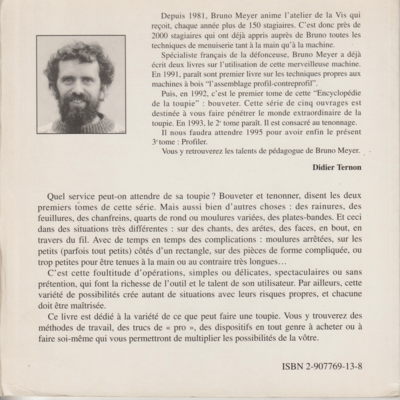 Depuis 1981, Bruno Meyer anime l'atelier de la Vis qui
reçoit, chaque année plus de 150 stagiaires. C'est donc près de
2000 stagiaires qui ont déjà appris auprès de Bruno toutes les
techniques de menuiserie tant à la main qu'à la machine.
Spécialiste français de la défonceuse, Bruno Meyer a déjà
écrit deux livres sur l'utilisation de cette merveilleuse machine.
En 1991, paraît son premier livre sur les techniques propres aux
machines à bois "l'assemblage profil-contreprofil".
Puis, en 1992, c'est le premier tome de cette "Encyclopédie
de la toupie" : bouveter. Cette série de cinq ouvrages est
destinée à vous faire pénétrer le monde extraordinaire de la
toupie. En 1993, le 2e tome paraît. Il est consacré au tenonnage.
Il nous faudra attendre 1995 pour avoir enfin le présent
3e tome : Profiler.
Vous y retrouverez les talents de pédagogue de Bruno Meyer.
Didier Ternon
Quel service peut-on attendre de sa toupie ? Bouveter et tenonner, disent les deux
premiers tomes de cette série. Mais aussi bien d'autres choses : des rainures, des
feuillures, des chanfreins, quarts de rond ou moulures variées, des plates-bandes. Et ceci
dans des situations très différentes : sur des chants, des arêtes, des faces, en bout, en
travers du fil. Avec de temps en temps des complications : moulures arrêtées, sur les
petits (parfois tout petits) côtés d'un rectangle, sur des pièces de forme compliquée, ou
trop petites pour être tenues à la main ou au contraire très longues…
C'est cette foultitude d'opérations, simples ou délicates, spectaculaires ou sans
prétention, qui font la richesse de l'outil et le talent de son utilisateur. Par ailleurs, cette
variété de possibilités crée autant de situations avec leurs risques propres, et chacune
doit être maîtrisée.
Ce livre est dédié à la variété de ce que peut faire une toupie. Vous y trouverez des
méthodes de travail, des trucs de « pro », des dispositifs en tout genre à acheter ou à
faire soi-même qui vous permettront de multiplier les possibilités de la vôtre.
ISBN 2-907769-13-8